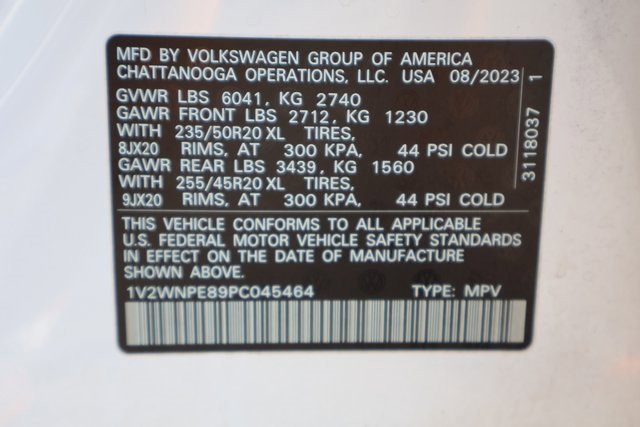 MFD BY VOLKSWAGEN GROUP OF AMERICA
CHATTANOOGA OPERATIONS, LLC. USA 08/2023
GVWR LBS 6041, KG 2740
GAWR FRONT LBS 2712, KG 1230
WITH 235/50R20 XL TIRES,
8JX20 RIMS, AT 300 KPA, 44 PSI COLD
GAWR REAR LBS 3439, KG 1560
WITH 255/45R20 XL TIRES,
9JX20 RIMS, AT 300 KPA, 44 PSI COLD
THIS VEHICLE CONFORMS TO ALL APPLICABLE
U.S. FEDERAL MOTOR VEHICLE SAFETY STANDARDS
IN EFFECT ON THE DATE OF MANUFACTURE
SHOWN ABOVE.
1V2WNPE89PC045464 TYPE: MPV
3118037 1